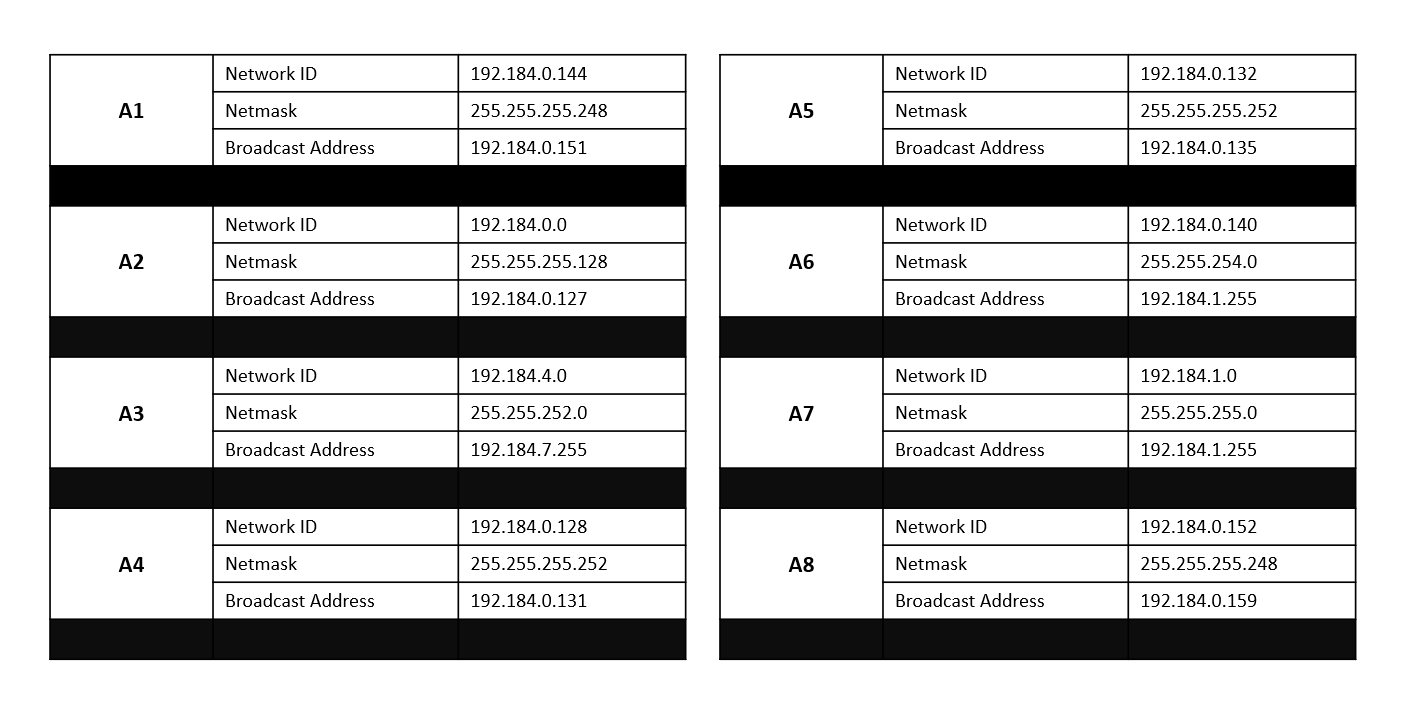 A1
Network ID 192.184.0.144
Netmask 255.255.255.248
Broadcast Address 192.184.0.151
A2
Network ID 192.184.0.0
Netmask 255.255.255.128
Broadcast Address 192.184.0.127
A3
Network ID 192.184.4.0
Netmask 255.255.252.0
Broadcast Address 192.184.7.255
A4
Network ID 192.184.0.128
Netmask 255.255.255.252
Broadcast Address 192.184.0.131
A5
Network ID 192.184.0.132
Netmask 255.255.255.252
Broadcast Address 192.184.0.135
A6
Network ID 192.184.0.140
Netmask 255.255.254.0
Broadcast Address 192.184.1.255
A7
Network ID 192.184.1.0
Netmask 255.255.255.0
Broadcast Address 192.184.1.255
A8
Network ID 192.184.0.152
Netmask 255.255.255.248
Broadcast Address 192.184.0.159